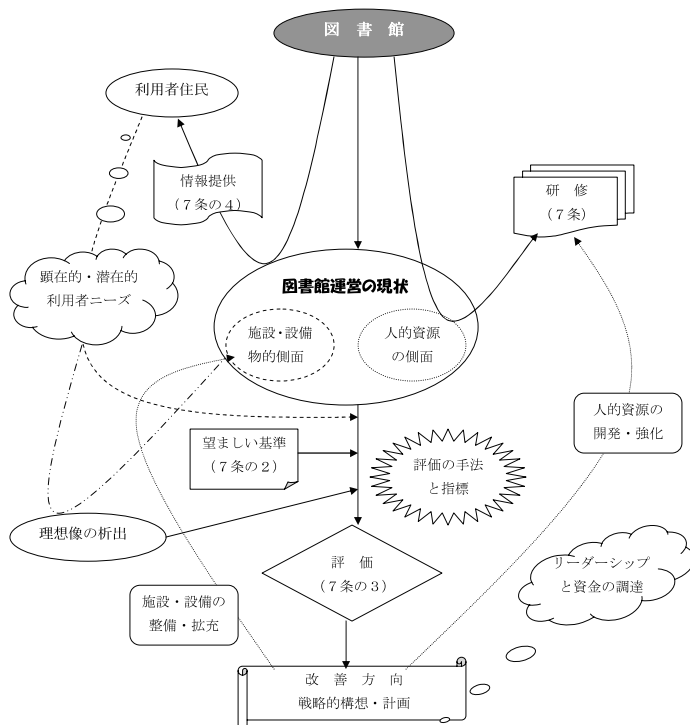 図 書 館
利用者住民
情報提供
（７条の４）
研 修
（７条）
顕在的・潜在的
利用者ニーズ
図書館運営の現状
施設・設備
物的側面
人的資源
の側面
人的資源の
開発・強化
望ましい基準
（７条の２）
評価の手法
と指標
理想像の析出
評 価
（７条の３）
リーダーシップ
と資金の調達
施設・設備の
整備・拡充
改 善 方 向
戦略的構想・計画